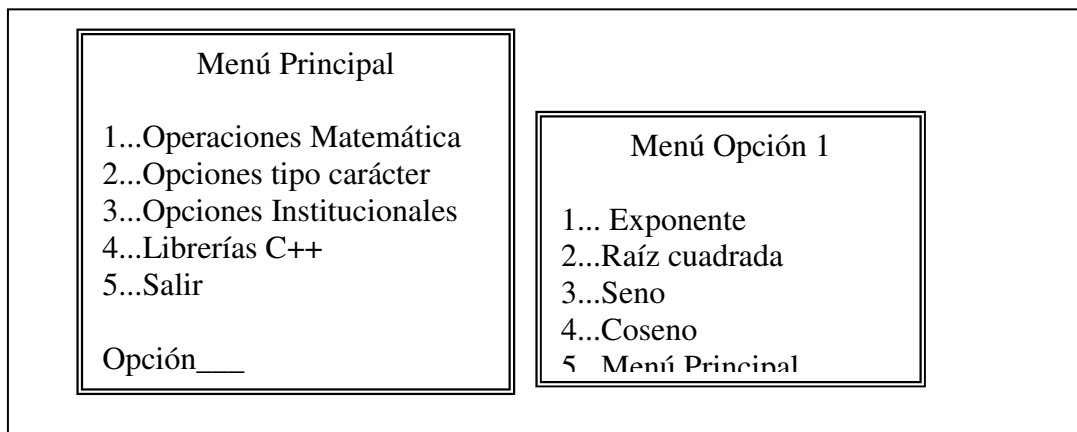 Menú Principal
1...Operaciones Matemática
2...Opciones tipo carácter
3...Opciones Institucionales
4...Librerías C++
5...Salir
Opción___
Menú Opción 1
1... Exponente
2...Raíz cuadrada
3...Seno
4...Coseno
5...Menú Principal